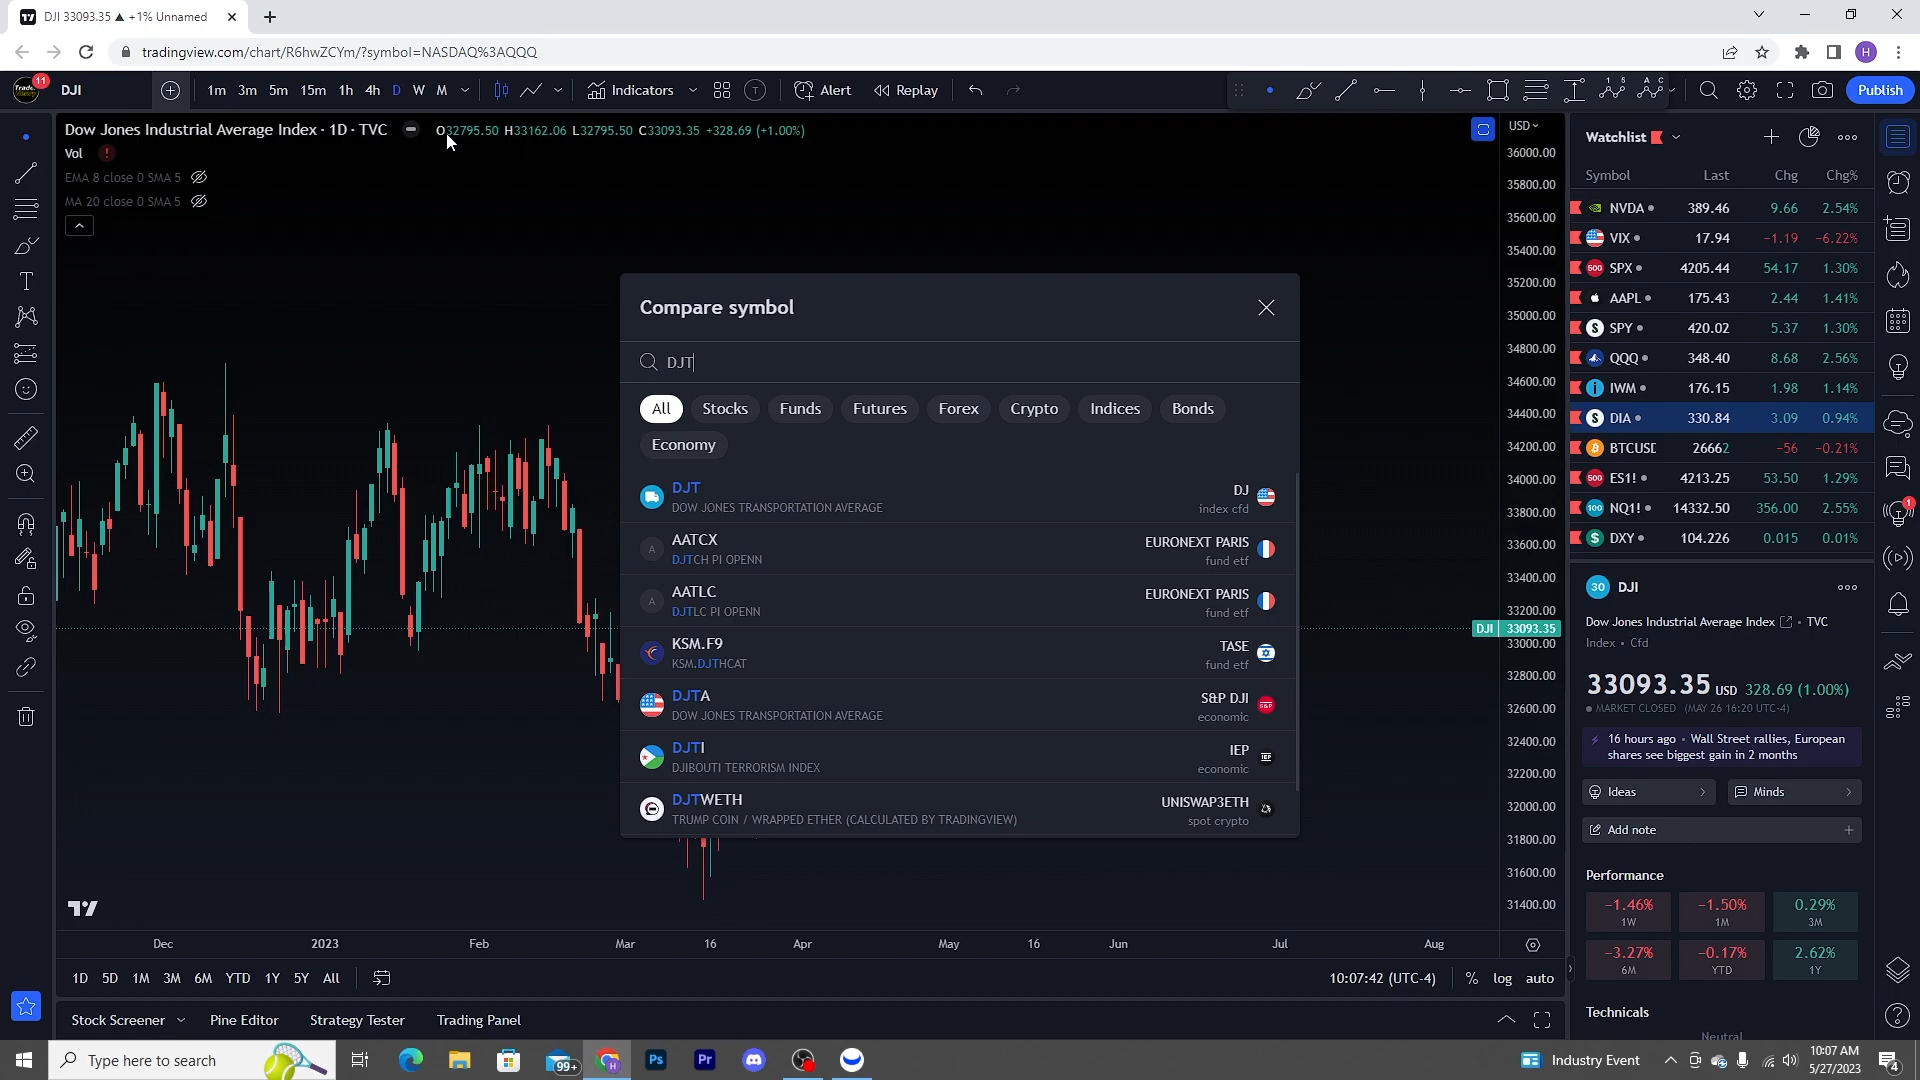 DJI 33093.35 ▲ +1% Unnamed
tradingview.com/chart/R6hwZCYm/?symbol=NASDAQ%3AQQQ
H
11
DJI
1m 3m 5m 15m 1h 4h D W M
Indicators
Alert
Replay
Publish
Dow Jones Industrial Average Index · 1D · TVC
O32795.50 H33162.06 L32795.50 C33093.35 +328.69 (+1.00%)
Vol
EMA 8 close 0 SMA 5
MA 20 close 0 SMA 5
USD
36000.00
35800.00
35600.00
35400.00
35200.00
35000.00
34800.00
34600.00
34400.00
34200.00
34000.00
33800.00
33600.00
33400.00
33200.00
DJI 33093.35
33000.00
32800.00
32600.00
32400.00
32200.00
32000.00
31800.00
31600.00
31400.00
Compare symbol
DJT
All Stocks Funds Futures Forex Crypto Indices Bonds
Economy
DJT
DOW JONES TRANSPORTATION AVERAGE
DJ
index cfd
AATCX
DJTCH PI OPENN
EURONEXT PARIS
fund etf
AATLC
DJTLC PI OPENN
EURONEXT PARIS
fund etf
KSM.F9
KSM.DJTHCAT
TASE
fund etf
DJTA
DOW JONES TRANSPORTATION AVERAGE
S&P DJI
economic
DJTI
DJIBOUTI TERRORISM INDEX
IEP
economic
DJTWETH
TRUMP COIN / WRAPPED ETHER (CALCULATED BY TRADINGVIEW)
UNISWAP3ETH
spot crypto
Dec 2023 Feb Mar 16 Apr May 16 Jun Jul Aug
1D 5D 1M 3M 6M YTD 1Y 5Y All
10:07:42 (UTC-4) % log auto
Stock Screener Pine Editor Strategy Tester Trading Panel
Watchlist
Symbol Last Chg Chg%
NVDA 389.46 9.66 2.54%
VIX 17.94 −1.19 −6.22%
SPX 4205.44 54.17 1.30%
AAPL 175.43 2.44 1.41%
SPY 420.02 5.37 1.30%
QQQ 348.40 8.68 2.56%
IWM 176.15 1.98 1.14%
DIA 330.84 3.09 0.94%
BTCUSD 26662 −56 −0.21%
ES1! 4213.25 53.50 1.29%
NQ1! 14332.50 356.00 2.55%
DXY 104.226 0.015 0.01%
30 DJI
Dow Jones Industrial Average Index · TVC
Index · Cfd
33093.35 USD 328.69 (1.00%)
MARKET CLOSED (MAY 26 16:20 UTC-4)
16 hours ago · Wall Street rallies, European
shares see biggest gain in 2 months
Ideas Minds
Add note
Performance
−1.46% −1.50% 0.29%
1W 1M 3M
−3.27% −0.17% 2.62%
6M YTD 1Y
Technicals
Neutral
Type here to search
99+
Ps
Pr
Industry Event
10:07 AM
5/27/2023
4